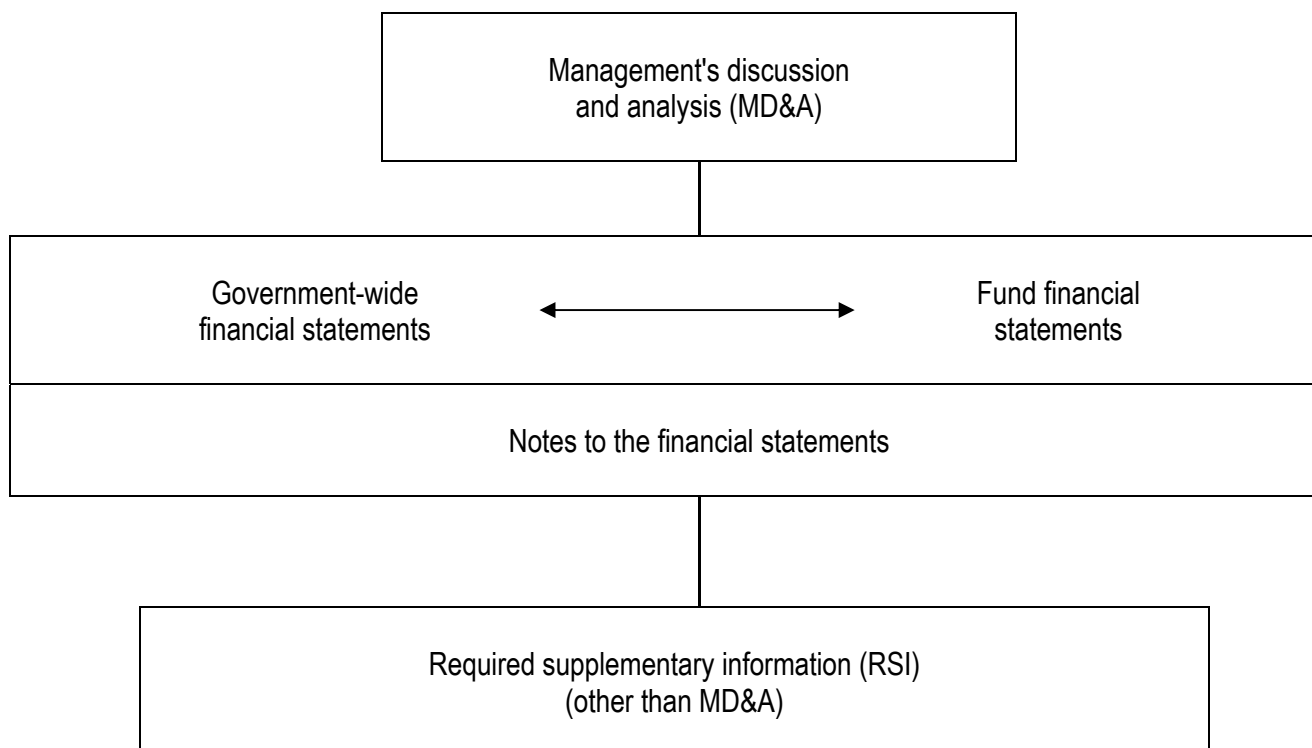 Management's discussion
and analysis (MD&A)
Government-wide
financial statements
Fund financial
statements
Notes to the financial statements
Required supplementary information (RSI)
(other than MD&A)